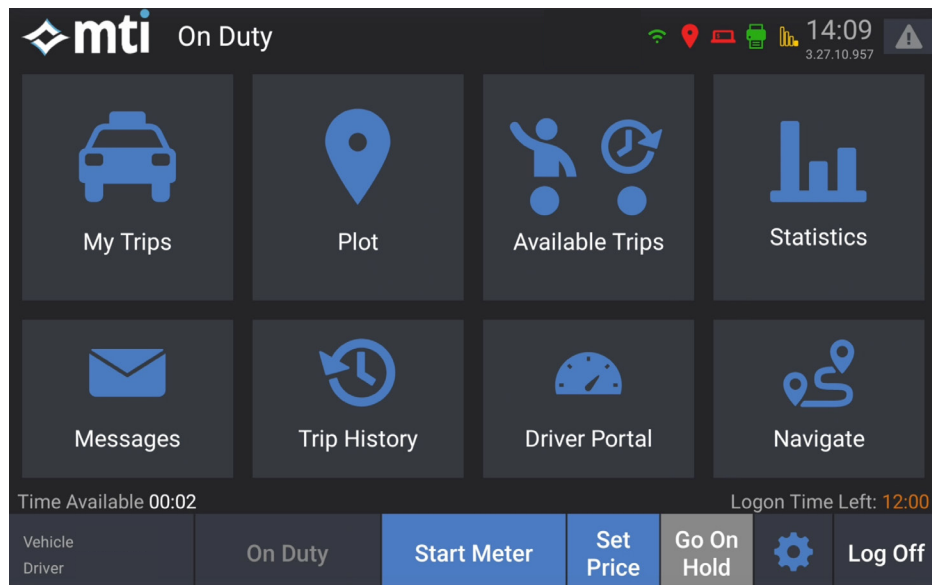 mti On Duty 14:09
3.27.10.957
My Trips Plot Available Trips Statistics
Messages Trip History Driver Portal Navigate
Time Available 00:02 Logon Time Left: 12:00
Vehicle
Driver
On Duty
Start Meter
Set
Price
Go On
Hold
Log Off